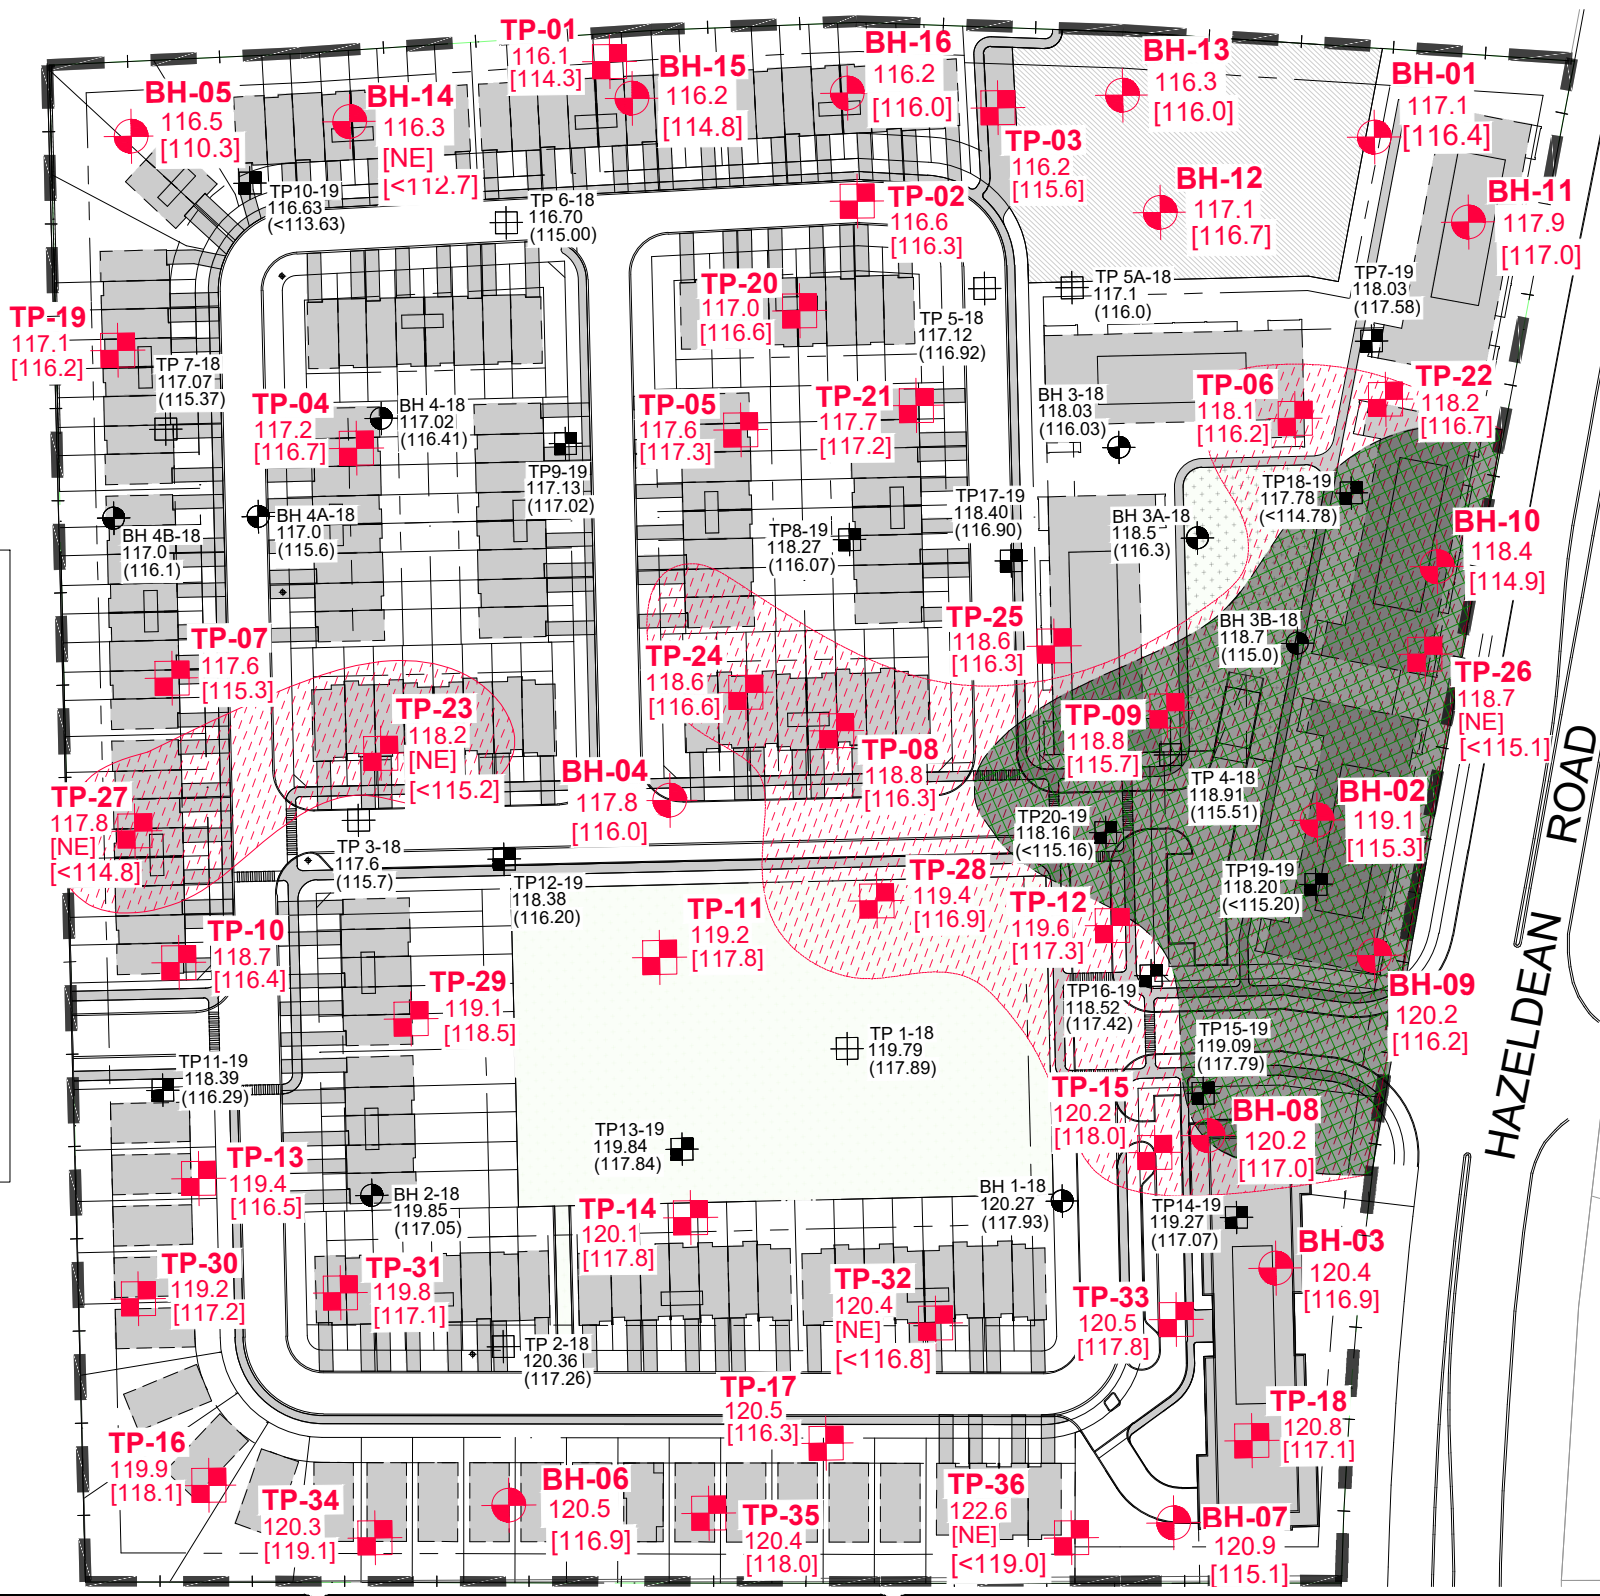 TP-01
116.1
[114.3]
BH-16
116.2
[116.0]
BH-13
116.3
[116.0]
BH-15
116.2
[114.8]
BH-01
117.1
[116.4]
BH-05
116.5
[110.3]
BH-14
116.3
[NE]
[<112.7]
TP-03
116.2
[115.6]
BH-12
117.1
[116.7]
BH-11
117.9
[117.0]
TP10-19
116.63
(<113.63)
TP 6-18
116.70
(115.00)
TP-02
116.6
[116.3]
TP-20
117.0
[116.6]
TP 5A-18
117.1
(116.0)
TP7-19
118.03
(117.58)
TP-19
117.1
[116.2]
TP 5-18
117.12
(116.92)
TP 7-18
117.07
(115.37)
TP-04
117.2
[116.7]
BH 4-18
117.02
(116.41)
TP-05
117.6
[117.3]
TP-21
117.7
[117.2]
BH 3-18
118.03
(116.03)
TP-06
118.1
[116.2]
TP-22
118.2
[116.7]
TP9-19
117.13
(117.02)
TP17-19
118.40
(116.90)
TP18-19
117.78
(<114.78)
BH 4B-18
117.0
(116.1)
BH 4A-18
117.0
(115.6)
TP8-19
118.27
(116.07)
BH 3A-18
118.5
(116.3)
BH-10
118.4
[114.9]
TP-07
117.6
[115.3]
TP-25
118.6
[116.3]
BH 3B-18
118.7
(115.0)
TP-24
118.6
[116.6]
TP-26
118.7
[NE]
[<115.1]
TP-23
118.2
[NE]
[<115.2]
TP-09
118.8
[115.7]
TP-08
118.8
[116.3]
BH-04
117.8
[116.0]
TP 4-18
118.91
(115.51)
BH-02
119.1
[115.3]
TP-27
117.8
[NE]
[<114.8]
TP 3-18
117.6
(115.7)
TP20-19
118.16
(<115.16)
TP12-19
118.38
(116.20)
TP-28
119.4
[116.9]
TP19-19
118.20
(<115.20)
TP-11
119.2
[117.8]
TP-12
119.6
[117.3]
TP-10
118.7
[116.4]
TP-29
119.1
[118.5]
TP16-19
118.52
(117.42)
BH-09
120.2
[116.2]
HAZELDEAN ROAD
TP 1-18
119.79
(117.89)
TP15-19
119.09
(117.79)
TP11-19
118.39
(116.29)
TP-15
120.2
[118.0]
BH-08
120.2
[117.0]
TP13-19
119.84
(117.84)
TP-13
119.4
[116.5]
BH 2-18
119.85
(117.05)
BH 1-18
120.27
(117.93)
TP-14
120.1
[117.8]
TP14-19
119.27
(117.07)
BH-03
120.4
[116.9]
TP-30
119.2
[117.2]
TP-31
119.8
[117.1]
TP-32
120.4
[NE]
[<116.8]
TP-33
120.5
[117.8]
TP 2-18
120.36
(117.26)
TP-17
120.5
[116.3]
TP-18
120.8
[117.1]
TP-16
119.9
[118.1]
TP-34
120.3
[119.1]
BH-06
120.5
[116.9]
TP-35
120.4
[118.0]
TP-36
122.6
[NE]
[<119.0]
BH-07
120.9
[115.1]